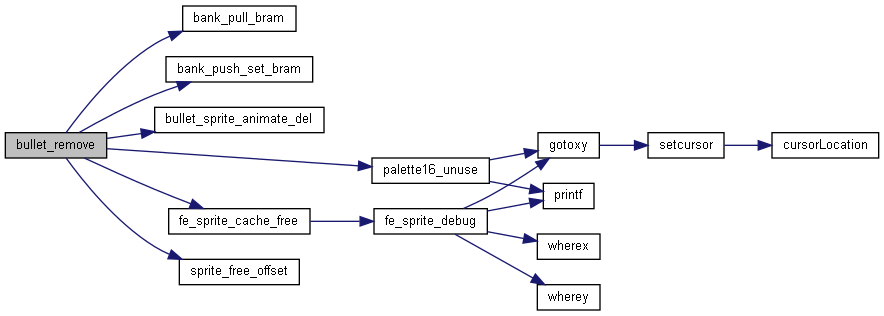 bank_pull_bram
bank_push_set_bram
bullet_sprite_animate_del
bullet_remove
gotoxy
setcursor
cursorLocation
palette16_unuse
printf
fe_sprite_cache_free
fe_sprite_debug
wherex
sprite_free_offset
wherey